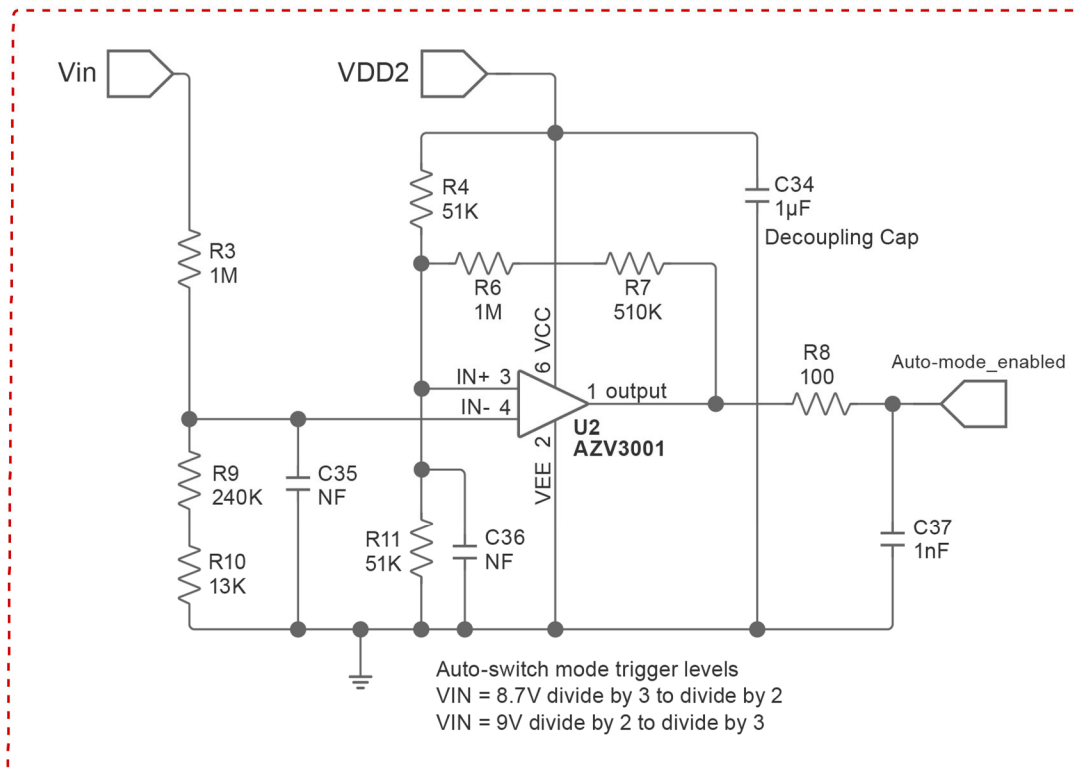 Vin
VDD2
R4
51K
C34
1µF
Decoupling Cap
R3
1M
R6
1M
R7
510K
6 VCC
IN+ 3
IN- 4
1 output
U2
AZV3001
VEE 2
R8
100
Auto-mode_enabled
R9
240K
C35
NF
R10
13K
R11
51K
C36
NF
C37
1nF
Auto-switch mode trigger levels
VIN = 8.7V divide by 3 to divide by 2
VIN = 9V divide by 2 to divide by 3